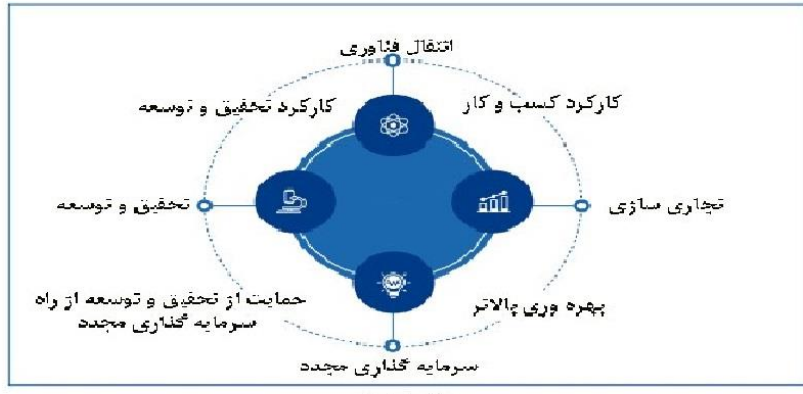 انتقال فناوری
کارکرد کسب و کار
کارکرد تحقیق و توسعه
تجاری سازی
تحقیق و توسعه
بهره وری بالاتر
حمایت از تحقیق و توسعه از راه
سرمایه گذاری مجدد
سرمایه گذاری مجدد